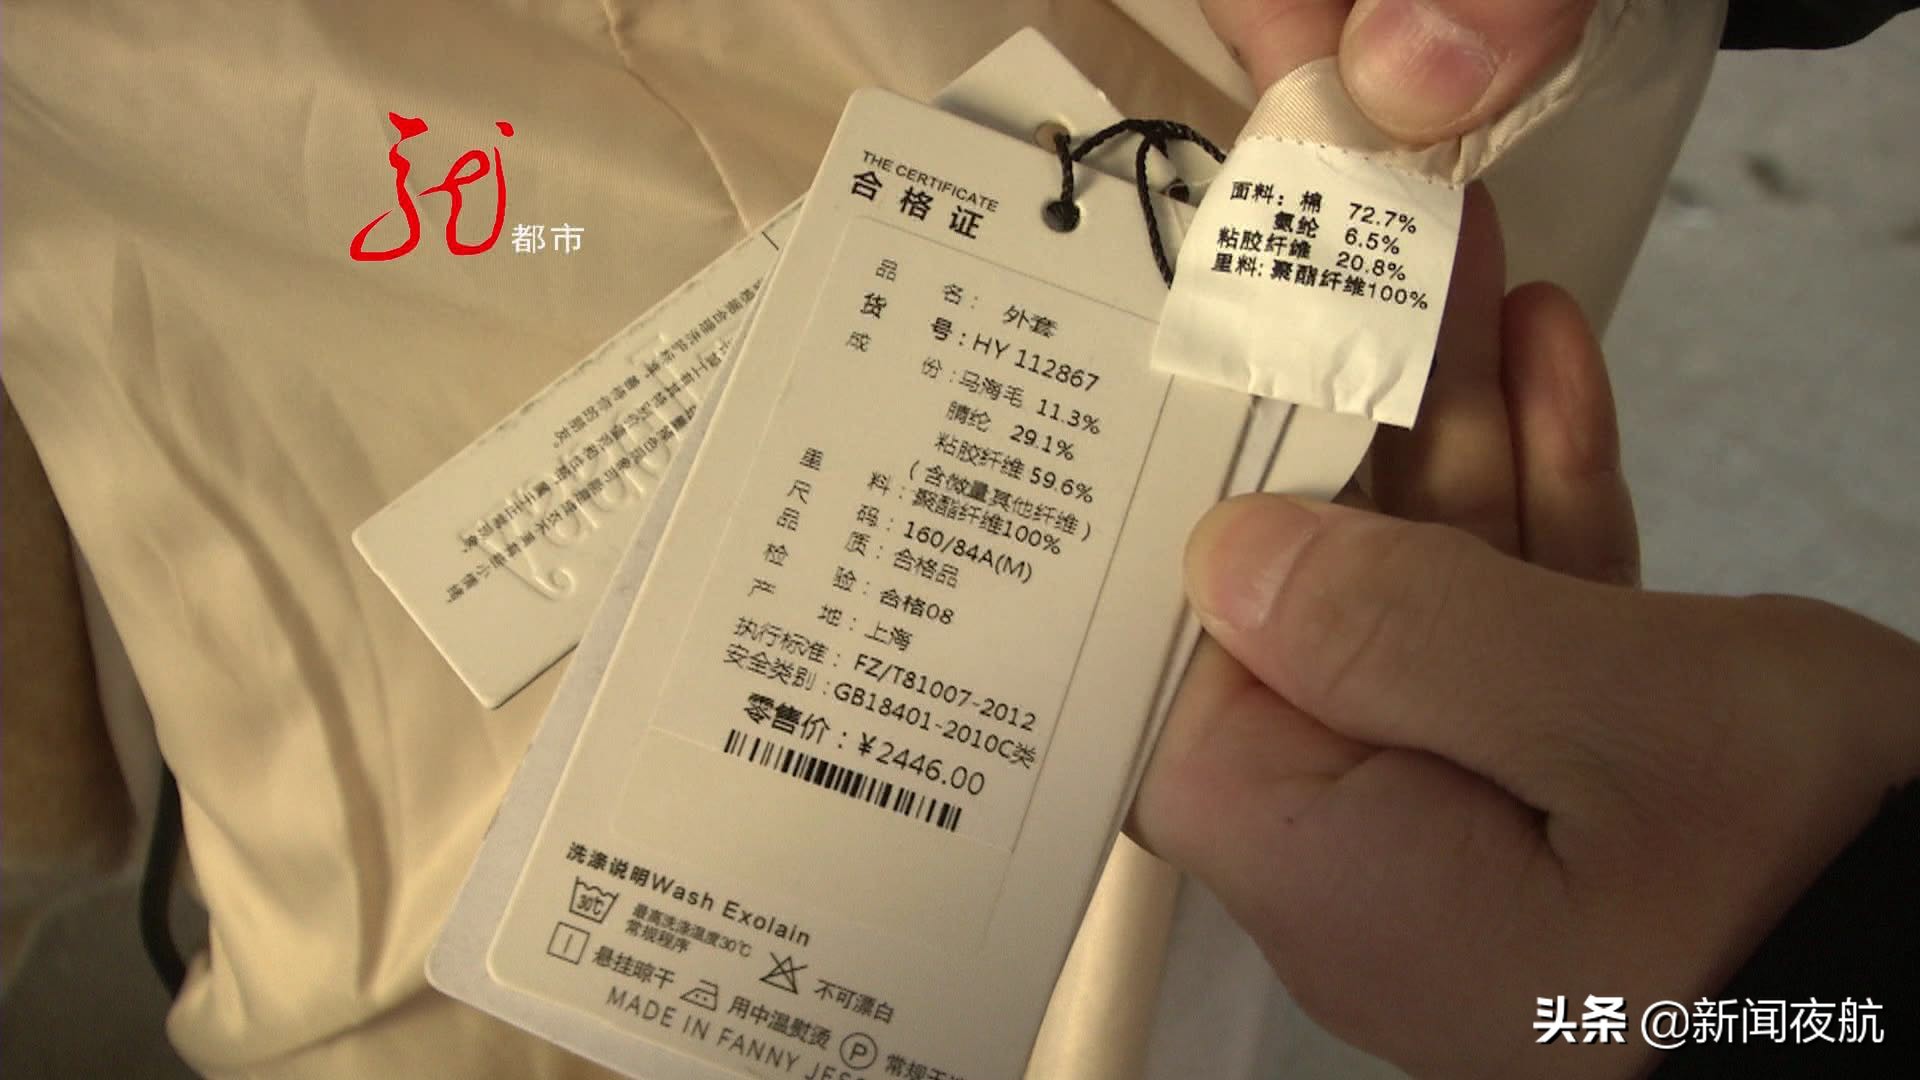 都市
THE CERTIFICATE
合格证
品 名：外套
货 号：HY 112867
成 份：马海毛 11.3%
腈纶 29.1%
粘胶纤维 59.6%
（含微量其他纤维）
里 料：聚酯纤维100%
尺 码：160/84A(M)
品 质：合格品
检 验：合格08
产 地：上海
执行标准：FZ/T81007-2012
安全类别：GB18401-2010C类
零售价：¥2446.00
洗涤说明Wash Exolain
30℃
最高洗涤温度30℃
常规程序
不可漂白
悬挂晾干
用中温熨烫
P
常规干
MADE IN FANNY JES
面料：棉 72.7%
氨纶 6.5%
粘胶纤维 20.8%
里料：聚酯纤维100%
头条 @新闻夜航